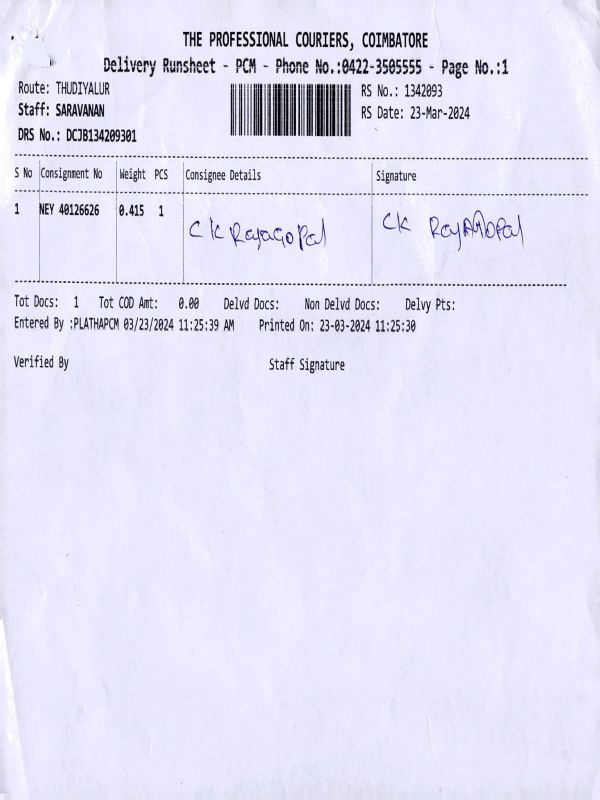 THE PROFESSIONAL COURIERS, COIMBATORE
Delivery Runsheet - PCM - Phone No.:0422-3505555 - Page No.:1
Route: THUDIYALUR
RS No.: 1342093
Staff: SARAVANAN
RS Date: 23-Mar-2024
DRS No.: DCJB134209301
S No Consignment No Weight PCS Consignee Details Signature
1 NEY 40126626 0.415 1 CK RajaGoPal CK RajAGoPal
Tot Docs: 1 Tot COD Amt: 0.00 Delvd Docs: Non Delvd Docs: Delvy Pts:
Entered By :PLATHAPCM 03/23/2024 11:25:39 AM Printed On: 23-03-2024 11:25:30
Verified By Staff Signature